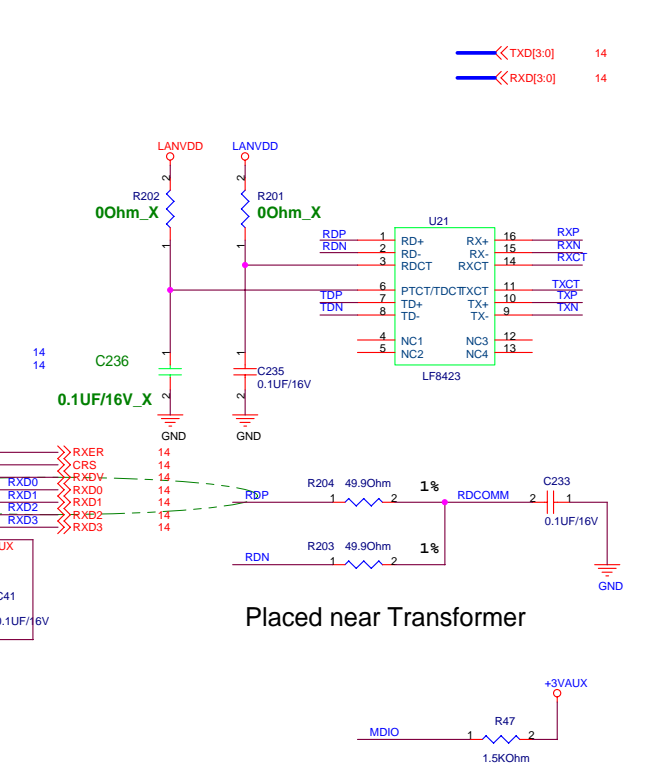 TXD[3:0] 14
RXD[3:0] 14
LANVDD LANVDD
2 2
R202 R201
0Ohm_X 0Ohm_X
1 1
U21
RDP 1 RD+ RX+ 16 RXP
RDN 2 RD- RX- 15 RXN
3 RDCT RXCT 14 RXCT
6 PTCT/TDCT TXCT 11 TXCT
TDP 7 TD+ TX+ 10 TXP
TDN 8 TD- TX- 9 TXN
4 NC1 NC3 12
5 NC2 NC4 13
LF8423
14
14
1 1
C236 C235
0.1UF/16V
0.1UF/16V_X 2 2
GND GND
RXER 14
CRS 14
RXDV 14
RXD0 RXD0 14
RXD1 RXD1 14
RXD2 RXD2 14
RXD3 RXD3 14
RDP R204 49.9Ohm 1% 1 2 RDCOMM C233 2 1
0.1UF/16V
GND
RDN R203 49.9Ohm 1% 1 2
UX
C41
0.1UF/16V
Placed near Transformer
+3VAUX
R47
MDIO 1 2
1.5KOhm